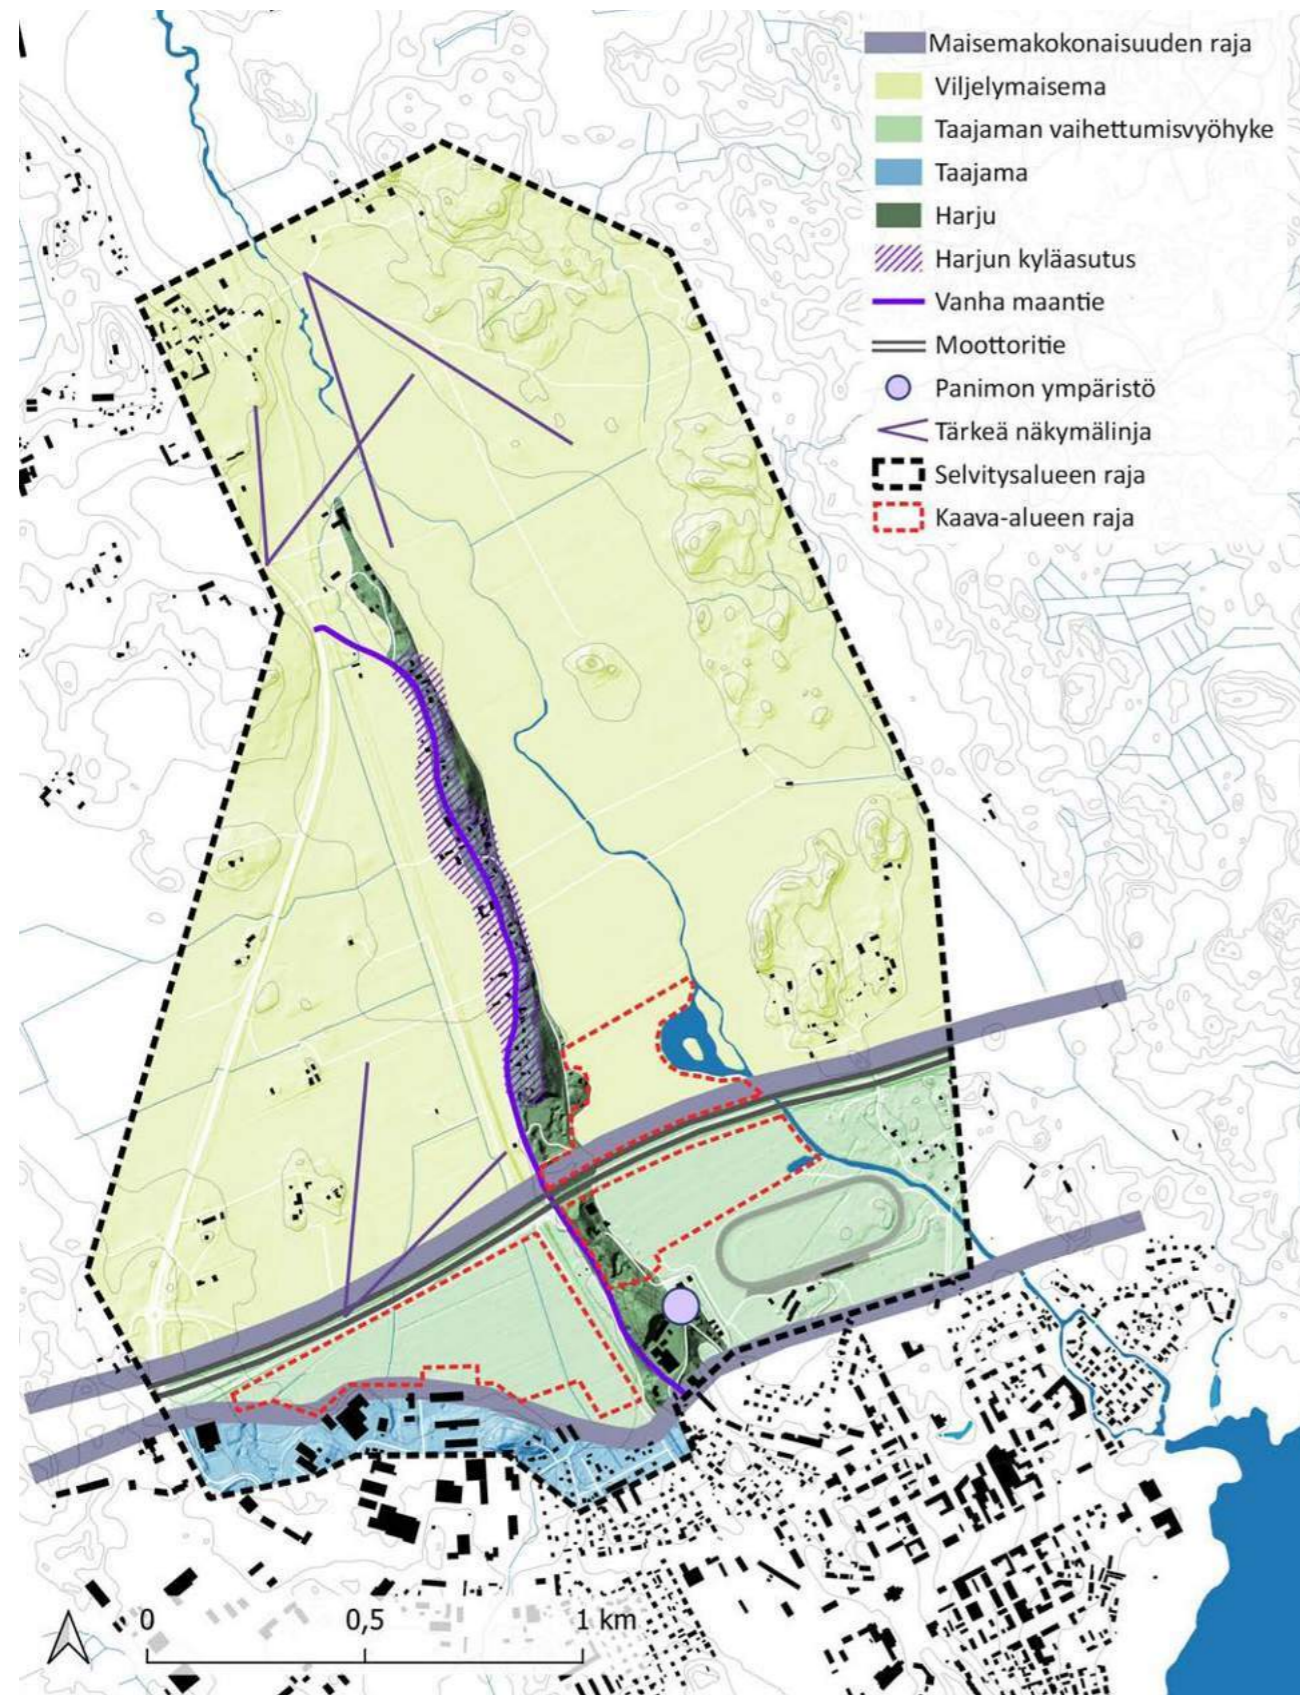 Maisemakokonaisuuden raja
Viljelymaisema
Taajaman vaihettumisvyöhyke
Taajama
Harju
Harjun kyläasutus
Vanha maantie
Moottoritie
Panimon ympäristö
Tärkeä näkymälinja
Selvitysalueen raja
Kaava-alueen raja
0 0,5 1 km